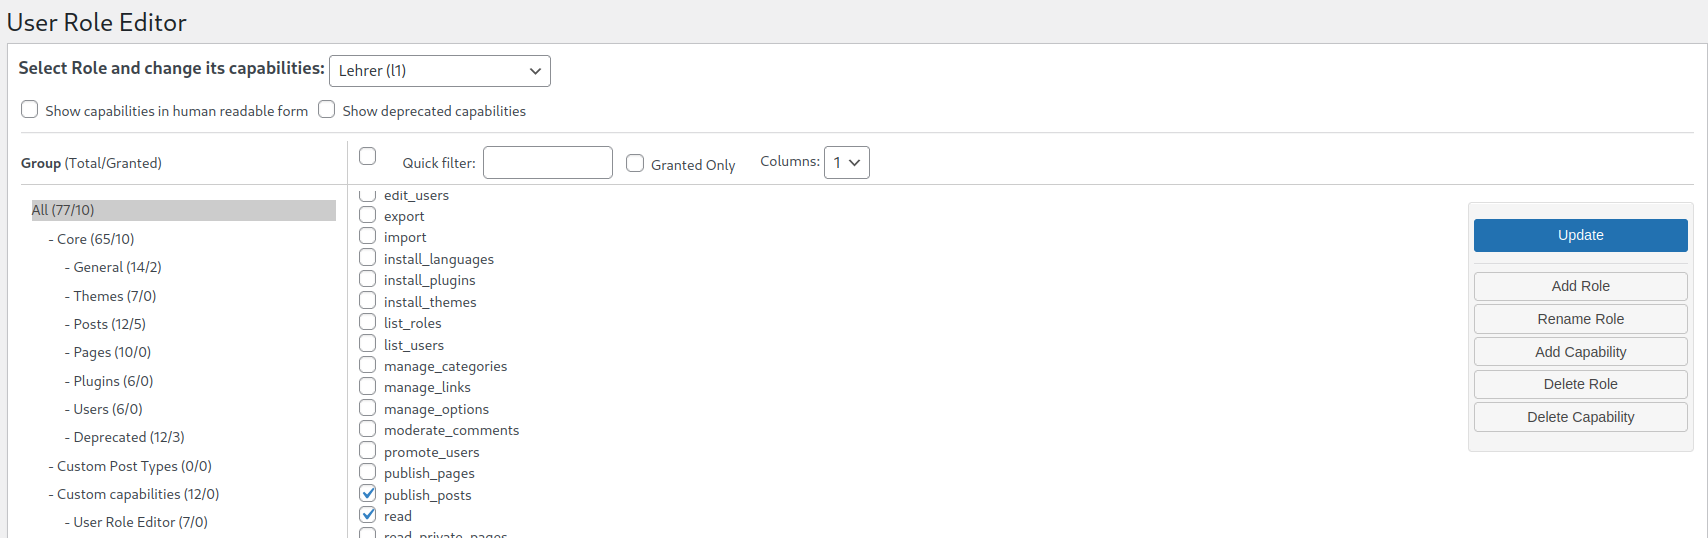 User Role Editor
Select Role and change its capabilities: Lehrer (l1)
Show capabilities in human readable form Show deprecated capabilities
Group (Total/Granted)
Quick filter: Granted Only Columns: 1
All (77/10)
- Core (65/10)
- General (14/2)
- Themes (7/0)
- Posts (12/5)
- Pages (10/0)
- Plugins (6/0)
- Users (6/0)
- Deprecated (12/3)
- Custom Post Types (0/0)
- Custom capabilities (12/0)
- User Role Editor (7/0)
edit_users
export
import
install_languages
install_plugins
install_themes
list_roles
list_users
manage_categories
manage_links
manage_options
moderate_comments
promote_users
publish_pages
publish_posts
read
read_private_pages
Update
Add Role
Rename Role
Add Capability
Delete Role
Delete Capability